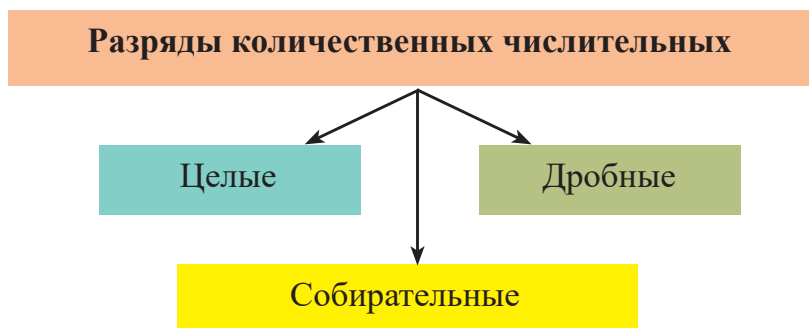 Разряды количественных числительных
Целые
Дробные
Собирательные